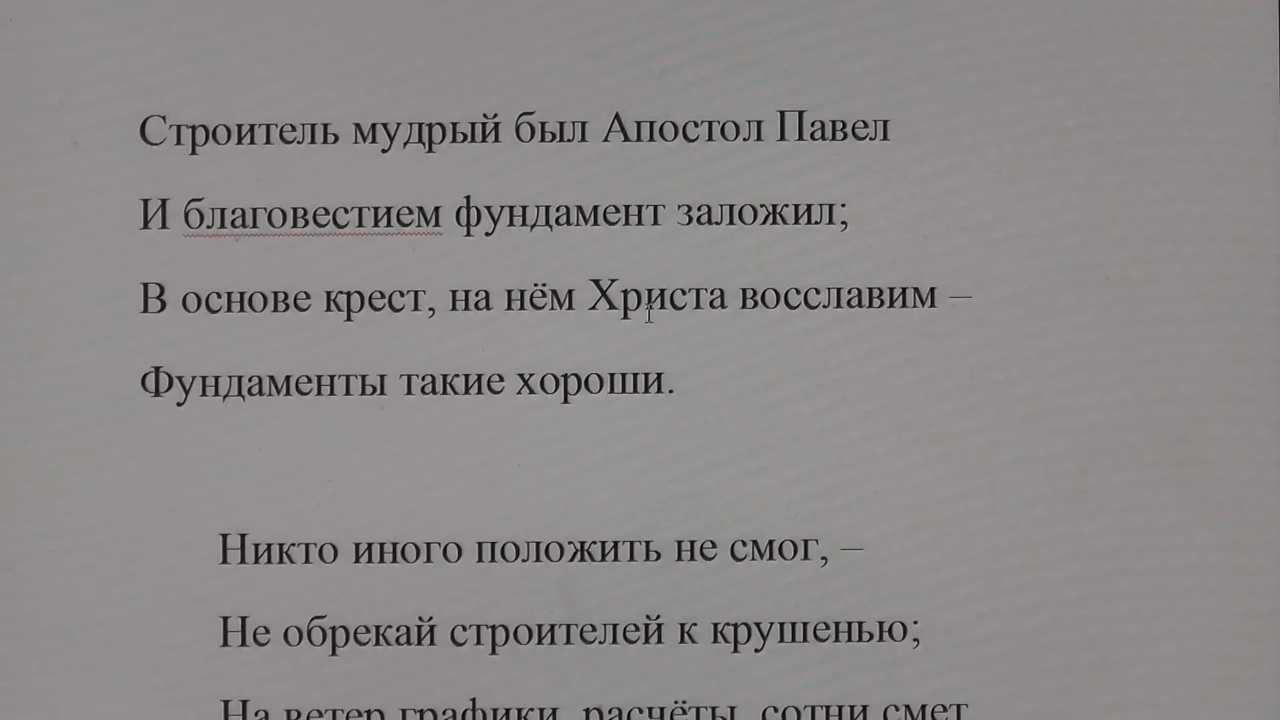 Строитель мудрый был Апостол Павел
И благовестием фундамент заложил;
В основе крест, на нём Христа восславим –
Фундаменты такие хороши.
Никто иного положить не смог, –
Не обрекай строителей к крушенью;
На ветер графики, расчёты, сотни смет